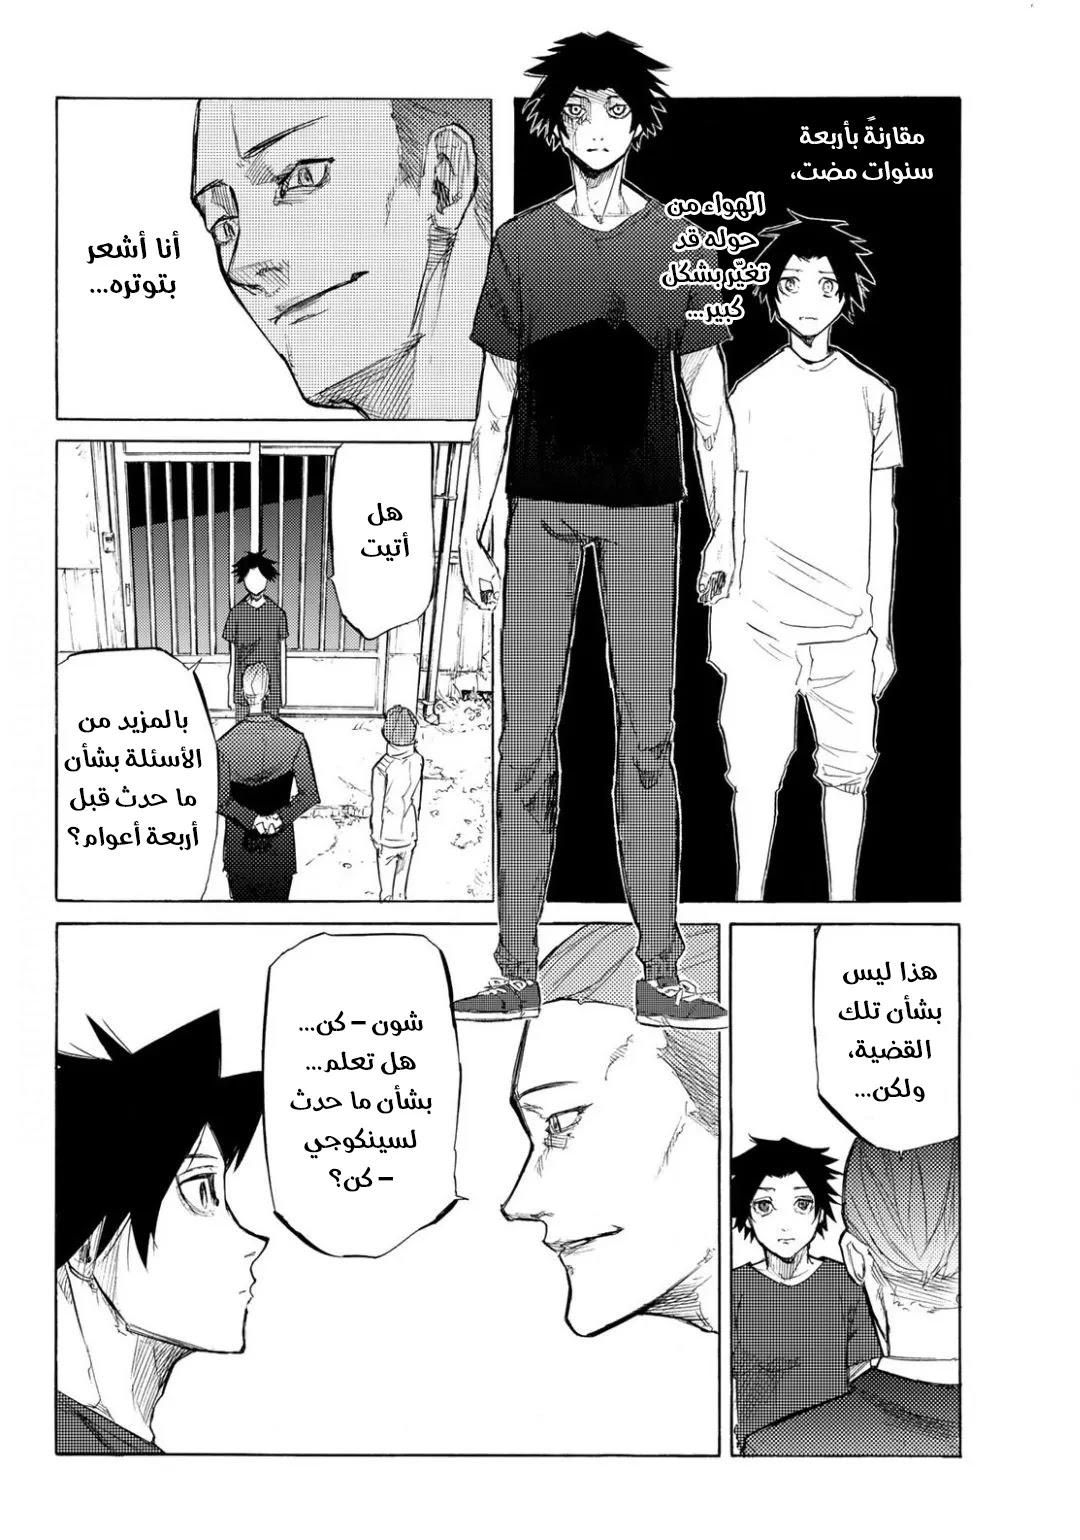 مقارنةً بأربعة
سنوات مضت،
الهواء من
حوله قد
تغيّر بشكل
كبير...
أنا أشعر
بتوتره...
هل
أتيت
بالمزيد من
الأسئلة بشأن
ما حدث قبل
أربعة أعوام؟
هذا ليس
بشأن تلك
القضية،
ولكن...
شون – كن...
هل تعلم...
بشأن ما حدث
لسينكوجي
– كن؟